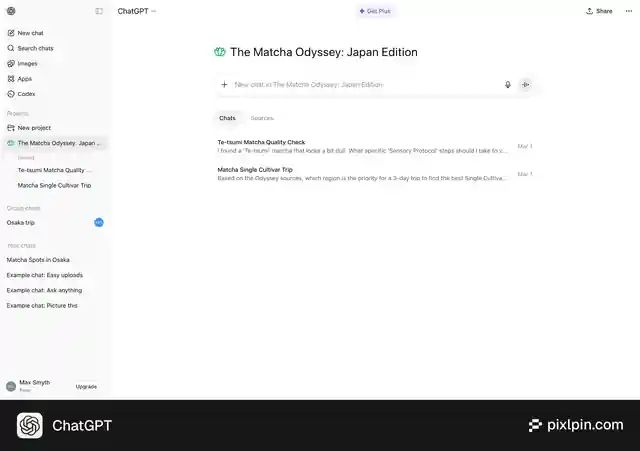 ChatGPT
Get Plus
Share
New chat
Search chats
Images
Apps
Codex
Projects
New project
The Matcha Odyssey: Japan ...
Te-tsumi Matcha Quality ...
Matcha Single Cultivar Trip
Group chats
Osaka trip
Your chats
Matcha Spots in Osaka
Example chat: Easy uploads
Example chat: Ask anything
Example chat: Picture this
Max Smyth
Free
Upgrade
The Matcha Odyssey: Japan Edition
New chat in The Matcha Odyssey: Japan Edition
Chats
Sources
Te-tsumi Matcha Quality Check
I found a 'Te-tsumi' matcha that looks a bit dull. What specific 'Sensory Protocol' steps should I take to v...
Mar
Matcha Single Cultivar Trip
Based on the Odyssey sources, which region is the priority for a 3-day trip to find the best Single Cultiva...
Mar
ChatGPT
pixlpin.com